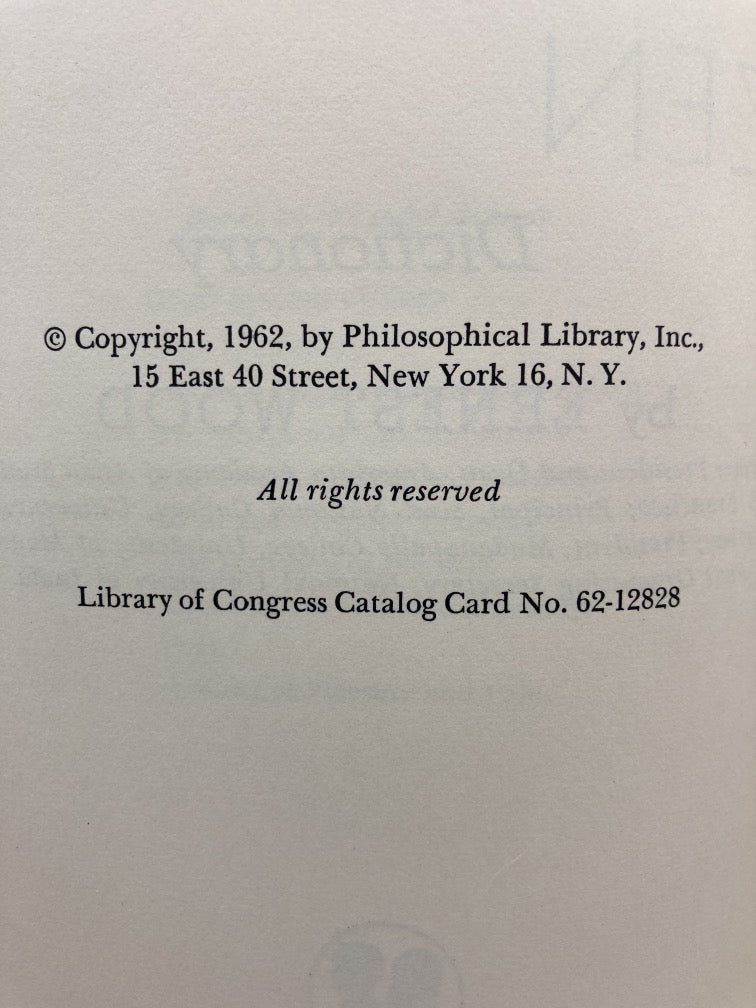 © Copyright, 1962, by Philosophical Library, Inc.,
15 East 40 Street, New York 16, N. Y.
All rights reserved
Library of Congress Catalog Card No. 62-12828